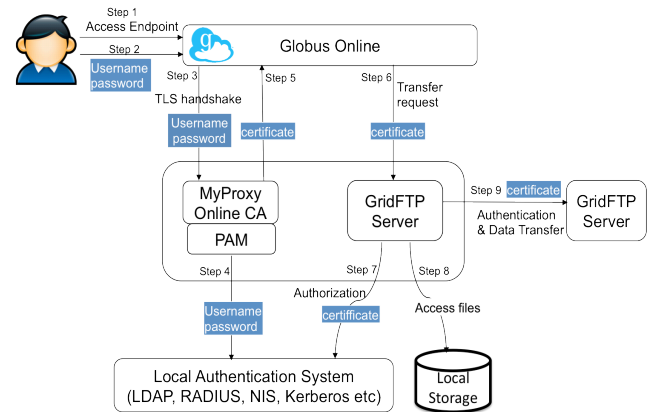 Step 1
Access Endpoint
Step 2
Username
password
g
Globus Online
Step 3
TLS handshake
Username
password
Step 5
certificate
Step 6
Transfer
request
certificate
MyProxy
Online CA
PAM
GridFTP
Server
Step 9 certificate
Authentication
& Data Transfer
GridFTP
Server
Step 4
Username
password
Step 7
Authorization
certifficate
Step 8
Access files
Local Authentication System
(LDAP, RADIUS, NIS, Kerberos etc)
Local
Storage